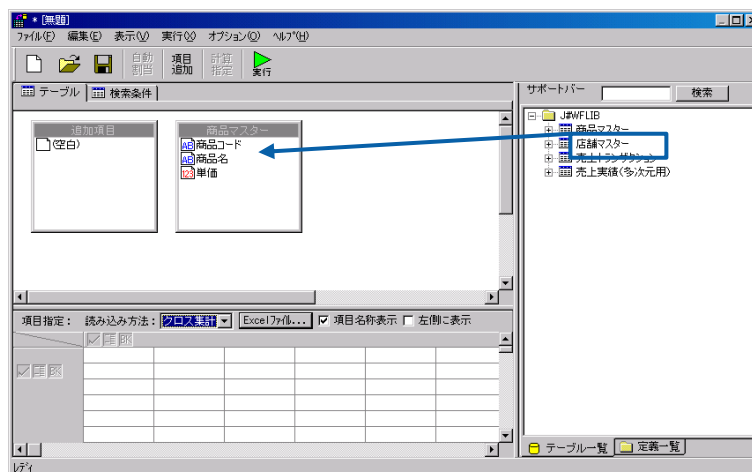 * [無題]
ファイル(F) 編集(E) 表示(V) 実行(X) オプション(O) ヘルプ(H)
自動割当 項目追加 計算指定 実行
テーブル 検索条件
追加項目
(空白)
商品マスター
AB 商品コード
AB 商品名
123 単価
項目指定： 読み込み方法： クロス集計 Excelファイル... 項目名称表示 左側に表示
サポートバー 検索
J#WFLIB
商品マスター
店舗マスター
売上トランザクション
売上実績(多次元用)
テーブル一覧 定義一覧
レディ